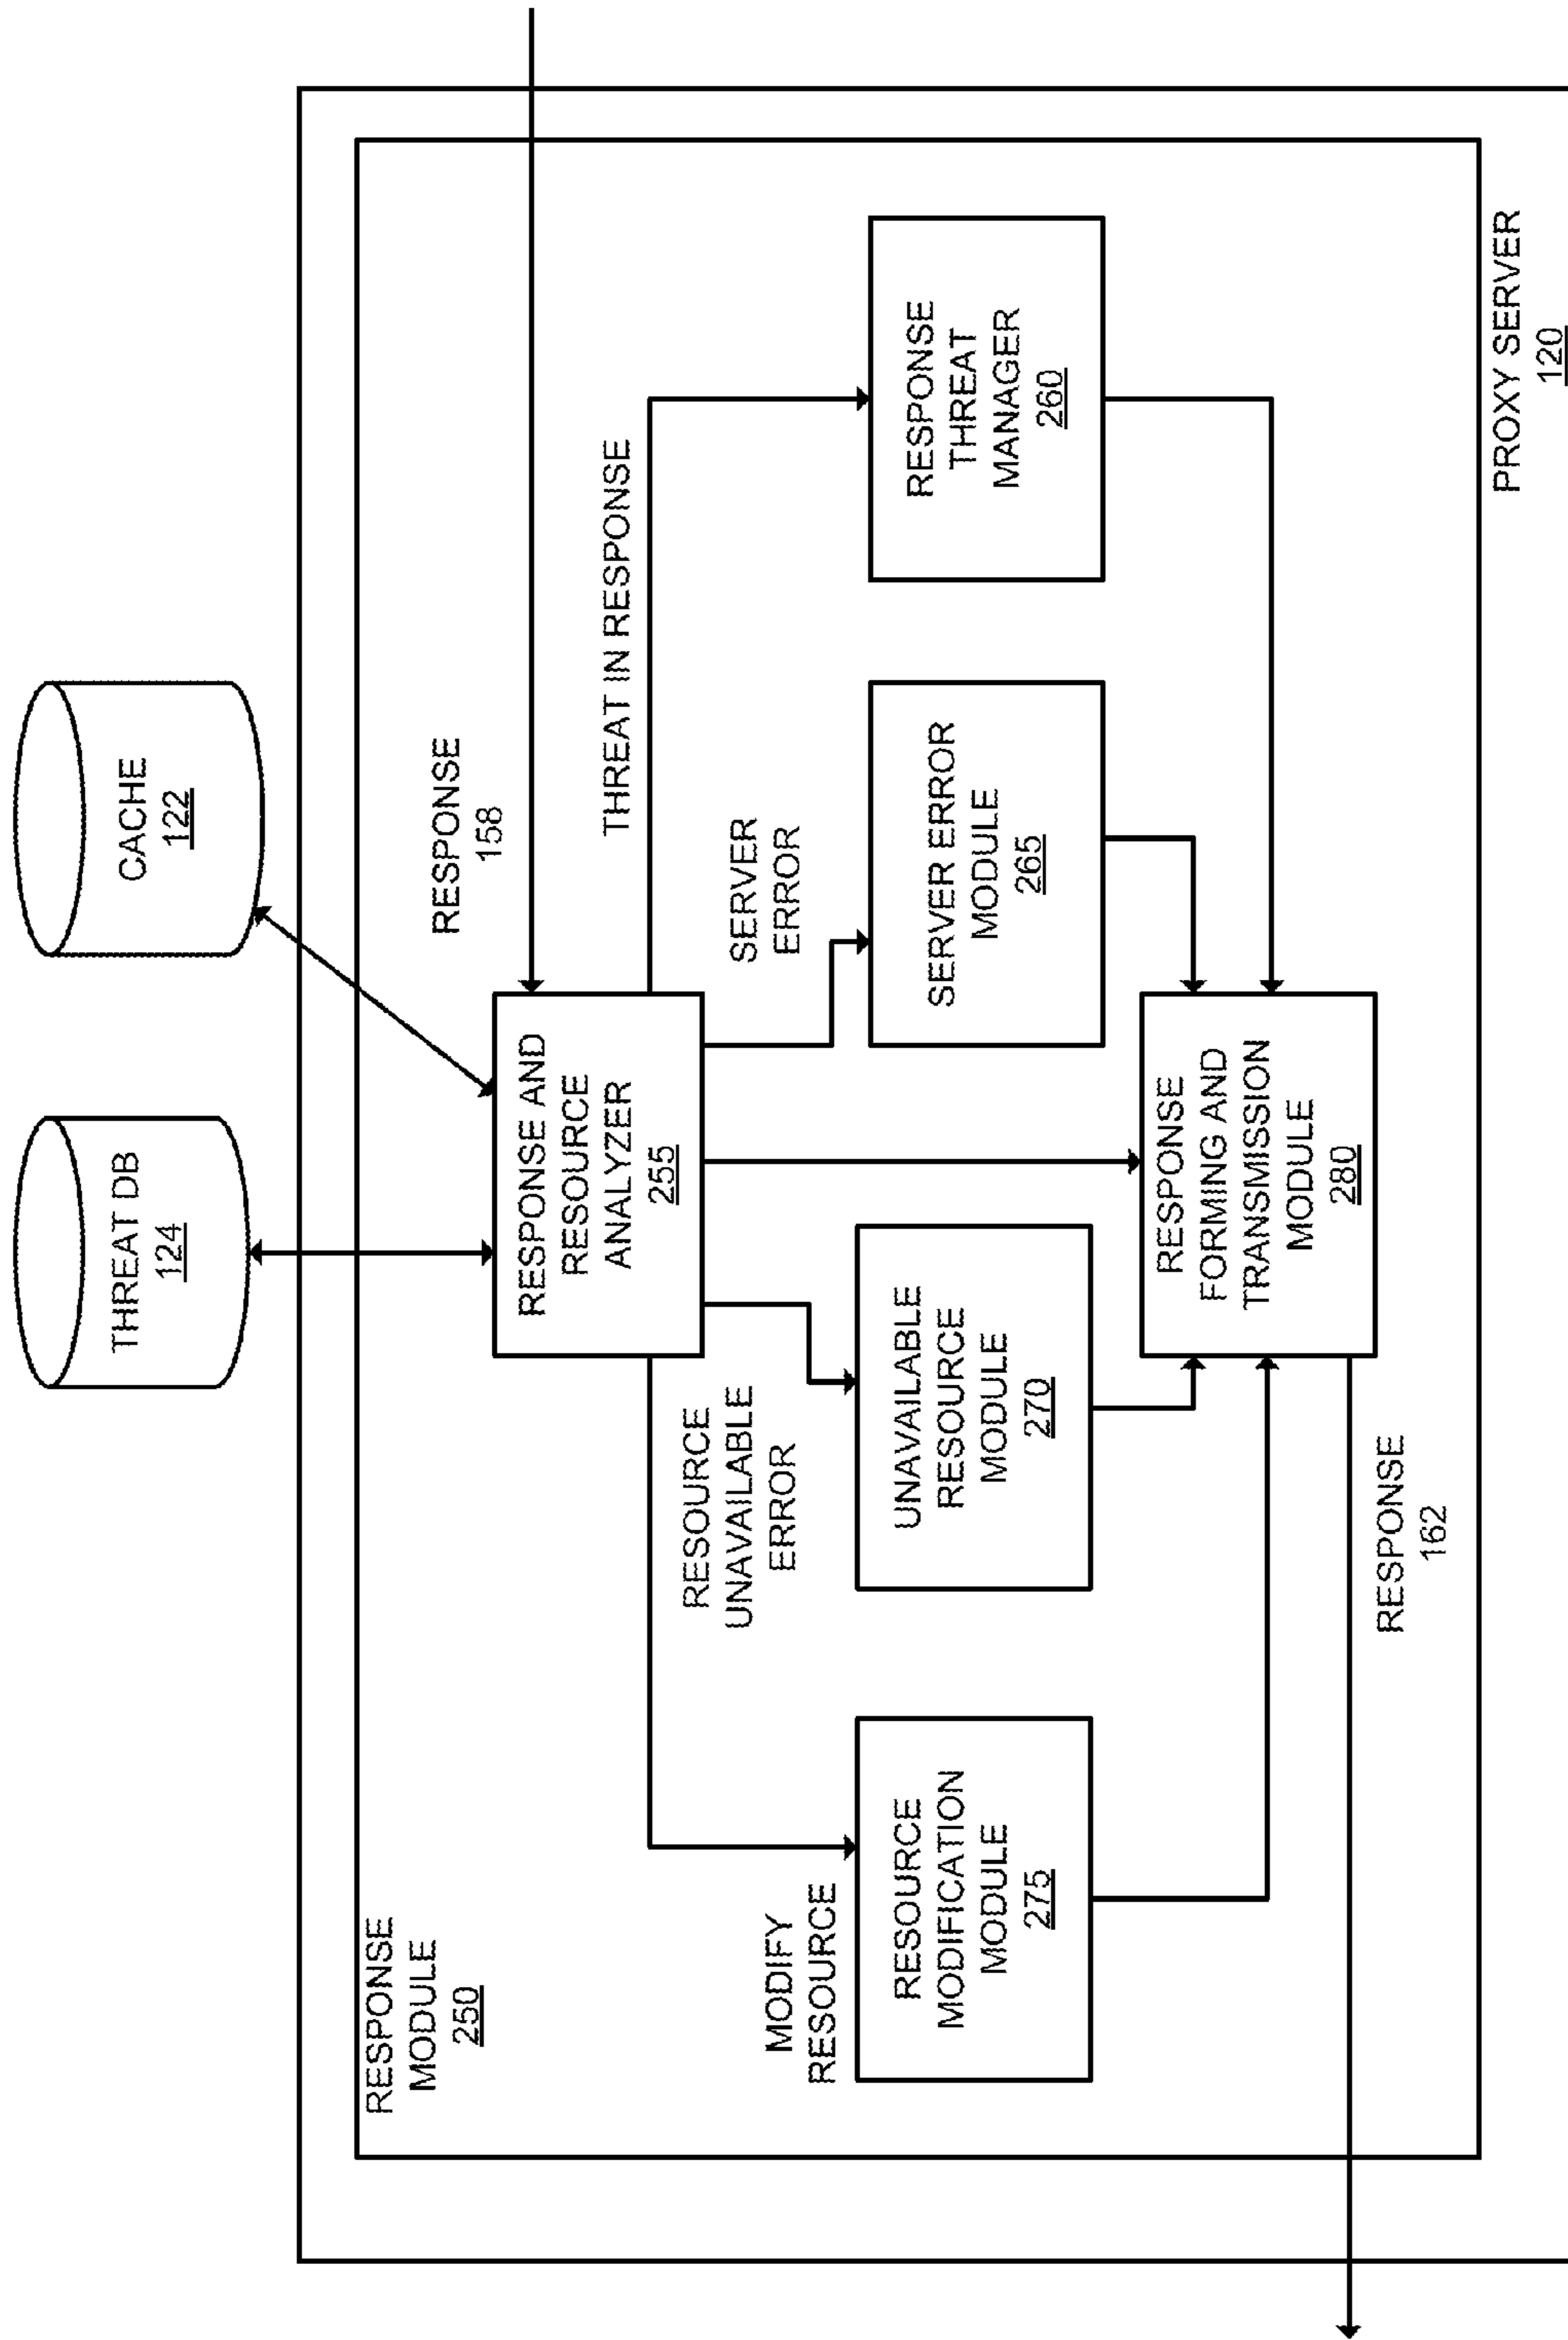 THREAT DB
124
CACHE
122
RESPONSE
MODULE
250
RESPONSE
158
RESPONSE AND
RESOURCE
ANALYZER
255
THREAT IN RESPONSE
MODIFY
RESOURCE
RESOURCE
UNAVAILABLE
ERROR
SERVER
ERROR
RESOURCE
MODIFICATION
MODULE
275
UNAVAILABLE
RESOURCE
MODULE
270
SERVER ERROR
MODULE
265
RESPONSE
THREAT
MANAGER
260
RESPONSE
FORMING AND
TRANSMISSION
MODULE
280
RESPONSE
162
PROXY SERVER
120